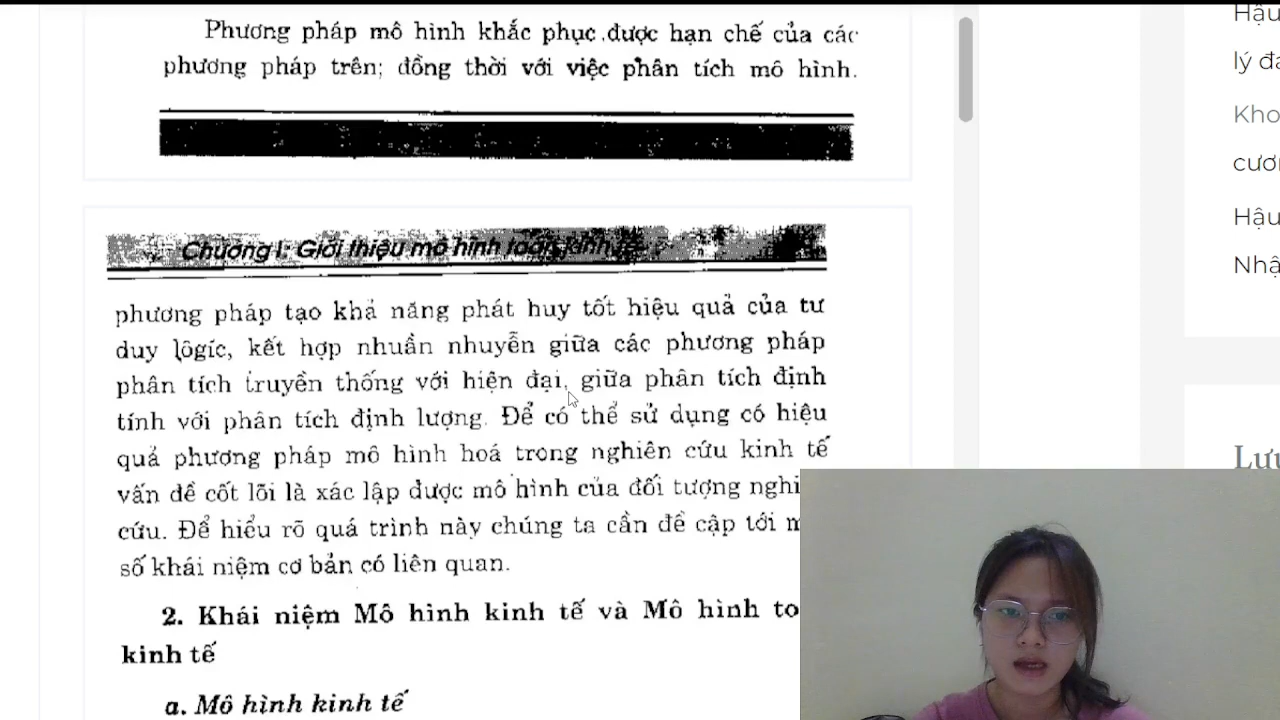 Phương pháp mô hình khắc phục được hạn chế của các
phương pháp trên; đồng thời với việc phân tích mô hình.
Chương I: Giới thiệu mô hình toán kinh tế
phương pháp tạo khả năng phát huy tốt hiệu quả của tư
duy lôgíc, kết hợp nhuần nhuyễn giữa các phương pháp
phân tích truyền thống với hiện đại, giữa phân tích định
tính với phân tích định lượng. Để có thể sử dụng có hiệu
quả phương pháp mô hình hoá trong nghiên cứu kinh tế
vấn đề cốt lõi là xác lập được mô hình của đối tượng nghi
cứu. Để hiểu rõ quá trình này chúng ta cần đề cập tới m
số khái niệm cơ bản có liên quan.
2. Khái niệm Mô hình kinh tế và Mô hình to
kinh tế
a. Mô hình kinh tế
Hậu
lý đ
Kho
cươ
Hậu
Nhậ
Lưu